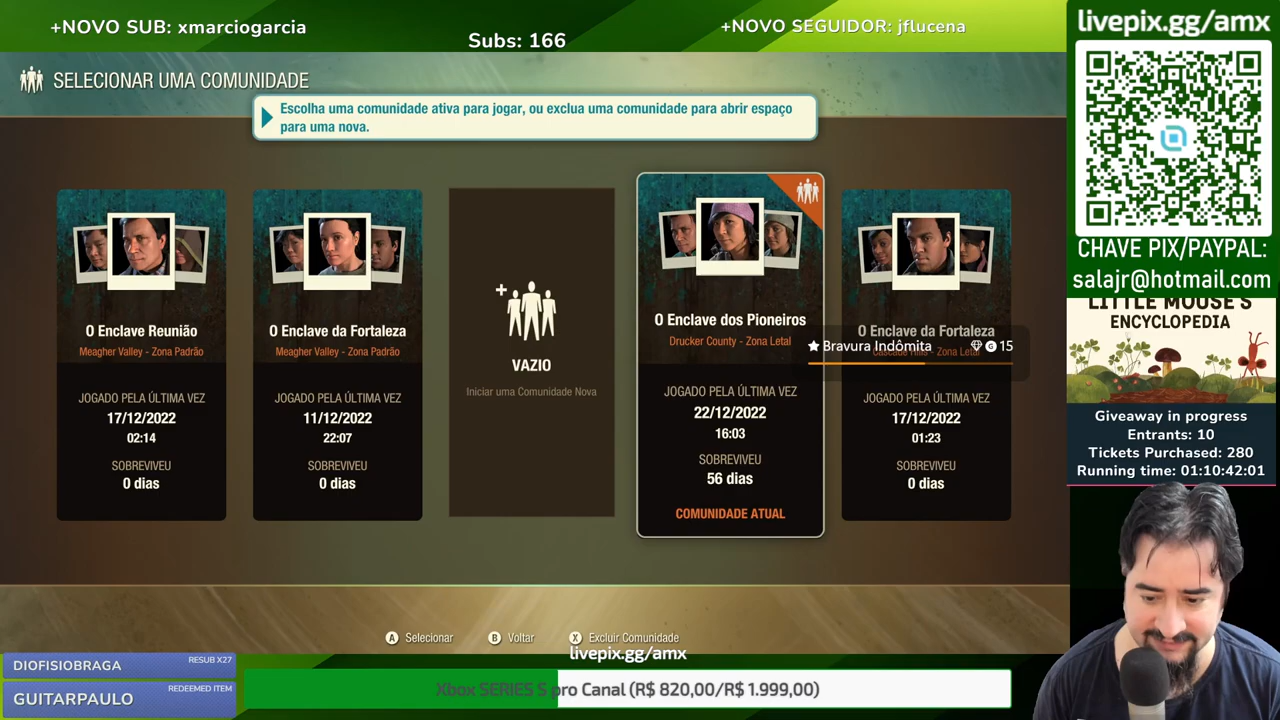 +NOVO SUB: xmarciogarcia
Subs: 166
+NOVO SEGUIDOR: jflucena
livepix.gg/amx
SELECIONAR UMA COMUNIDADE
Escolha uma comunidade ativa para jogar, ou exclua uma comunidade para abrir espaço
para uma nova.
O Enclave Reunião
Meagher Valley - Zona Padrão
JOGADO PELA ÚLTIMA VEZ
17/12/2022
02:14
SOBREVIVEU
0 dias
O Enclave da Fortaleza
Meagher Valley - Zona Padrão
JOGADO PELA ÚLTIMA VEZ
11/12/2022
22:07
SOBREVIVEU
0 dias
+
VAZIO
Iniciar uma Comunidade Nova
O Enclave dos Pioneiros
Drucker County - Zona Letal
JOGADO PELA ÚLTIMA VEZ
22/12/2022
16:03
SOBREVIVEU
56 dias
COMUNIDADE ATUAL
O Enclave da Fortaleza
Cascade Hills - Zona Letal
Bravura Indômita G 15
JOGADO PELA ÚLTIMA VEZ
17/12/2022
01:23
SOBREVIVEU
0 dias
CHAVE PIX/PAYPAL:
salajr@hotmail.com
LITTLE MOUSE'S
ENCYCLOPEDIA
Giveaway in progress
Entrants: 10
Tickets Purchased: 280
Running time: 01:10:42:01
A Selecionar
B Voltar
X Excluir Comunidade
livepix.gg/amx
DIOFISIOBRAGA RESUB X27
GUITARPAULO REDEEMED ITEM
Xbox SERIES S pro Canal (R$ 820,00/R$ 1.999,00)